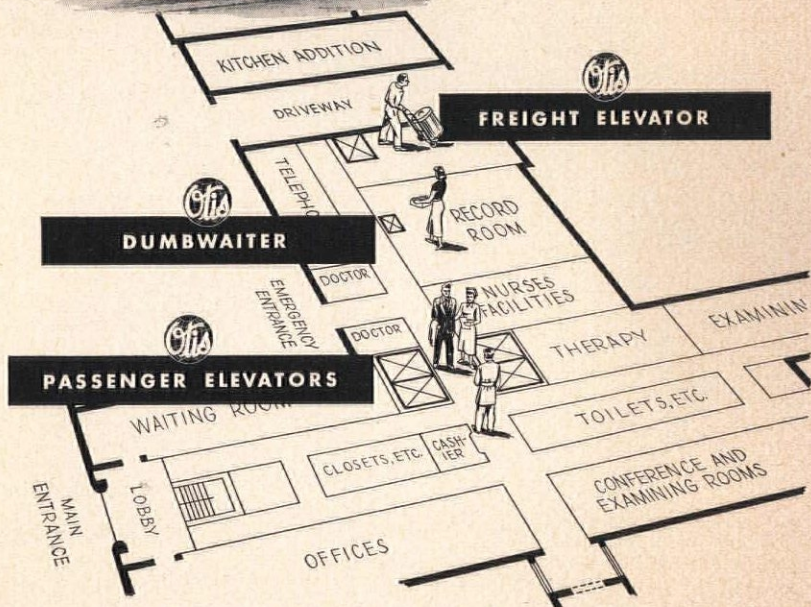 KITCHEN ADDITION
DRIVEWAY
Otis
FREIGHT ELEVATOR
Otis
DUMBWAITER
RECORD
ROOM
DOCTOR
NURSES
FACILITIES
EMERGENCY
ENTRANCE
DOCTOR
THERAPY
Otis
PASSENGER ELEVATORS
WAITING
TOILETS, ETC.
CLOSETS, ETC.
CASH-
IER
CONFERENCE AND
EXAMINING ROOMS
MAIN
ENTRANCE
LOBBY
OFFICES